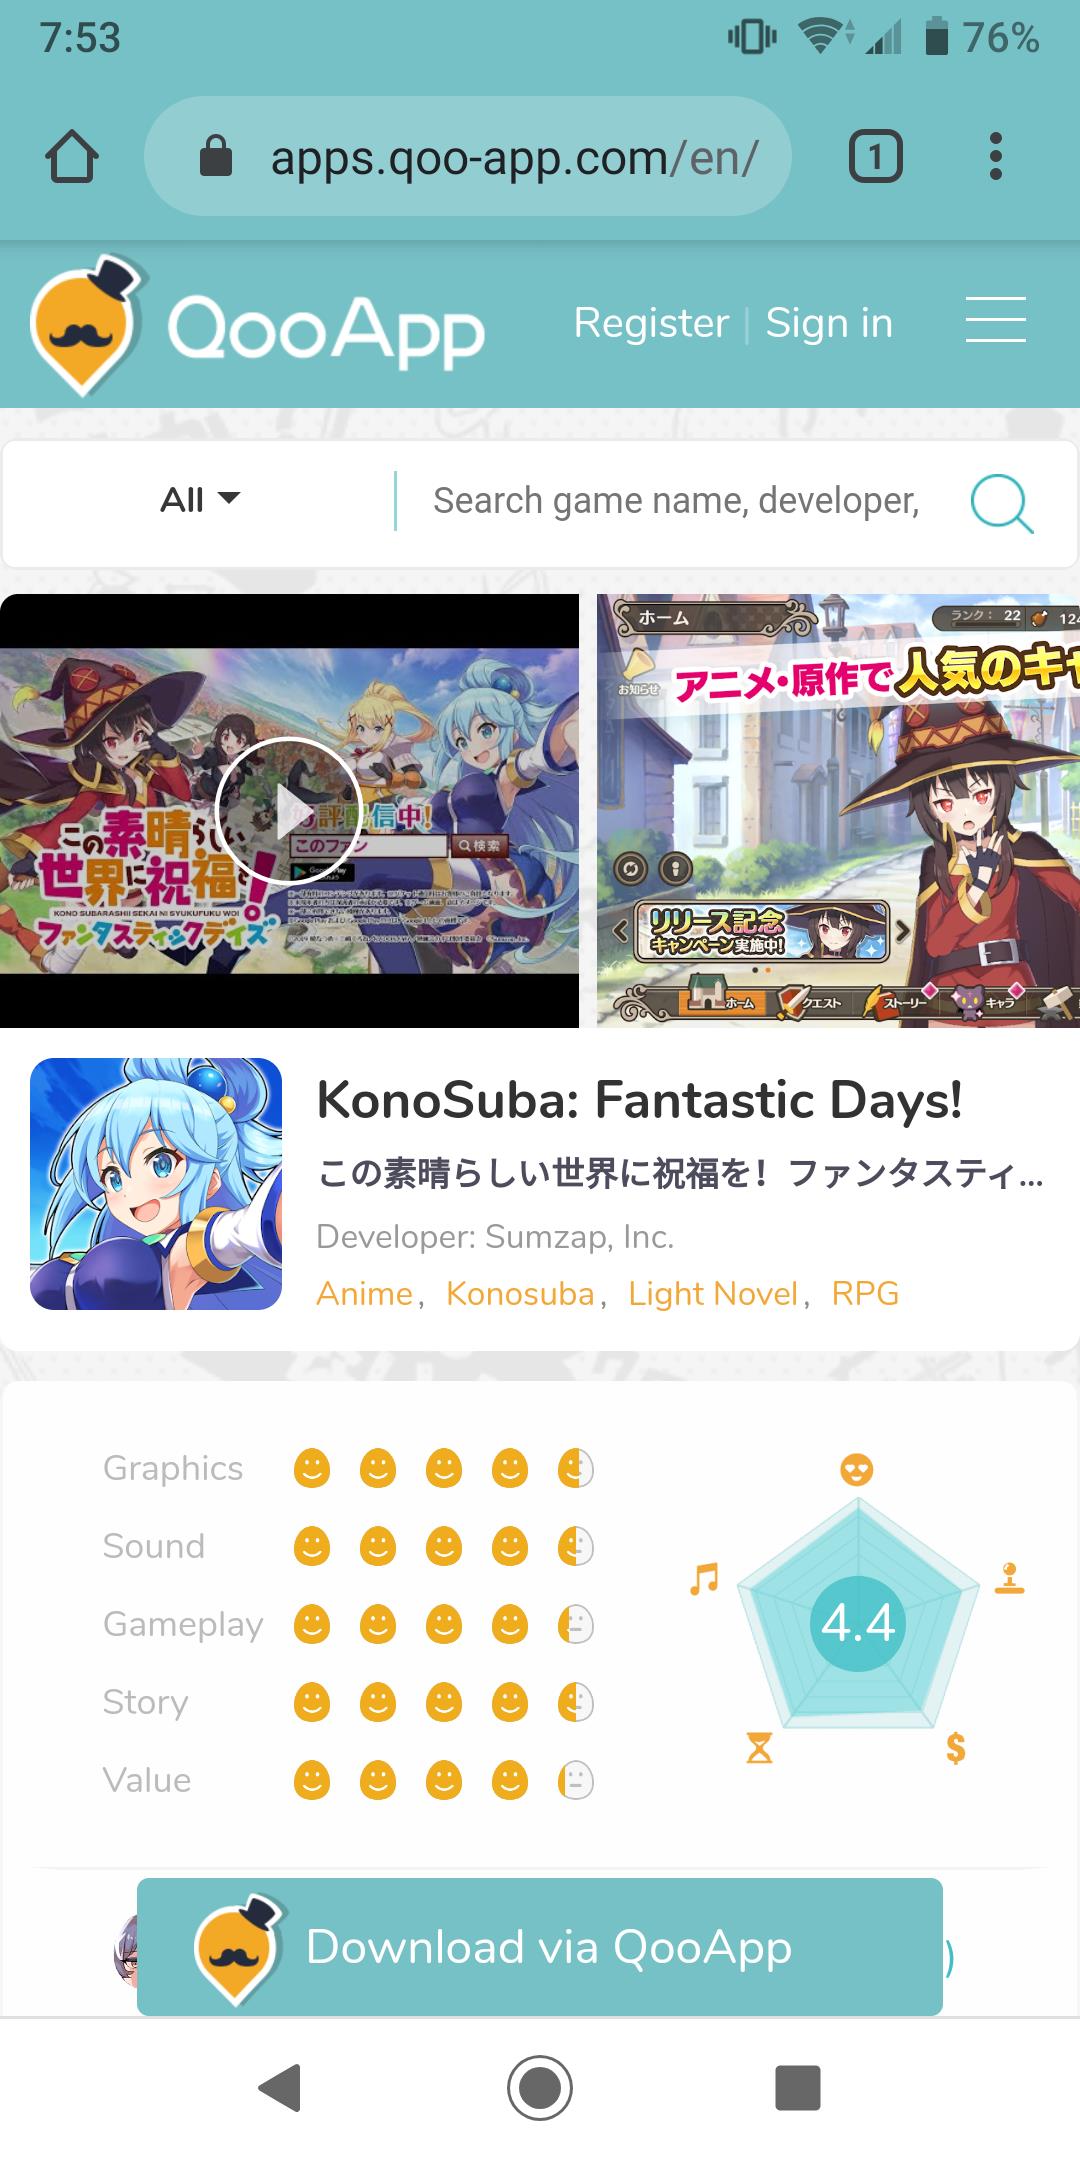 7:53
76%
apps.qoo-app.com/en/
1
QooApp
Register | Sign in
All
Search game name, developer,
この素晴らしい
世界に祝福を!
KONO SUBARASHII SEKAI NI SYUKUFUKU WO!
ファンタスティックデイズ
好評配信中!
このファン
検索
Google Play
ホーム
ランク: 22
124
お知らせ
アニメ・原作で人気のキャ
リリース記念
キャンペーン実施中!
ホーム
クエスト
ストーリー
キャラ
KonoSuba: Fantastic Days!
この素晴らしい世界に祝福を！ファンタスティ...
Developer: Sumzap, Inc.
Anime, Konosuba, Light Novel, RPG
Graphics
Sound
Gameplay
Story
Value
4.4
$
Download via QooApp
)